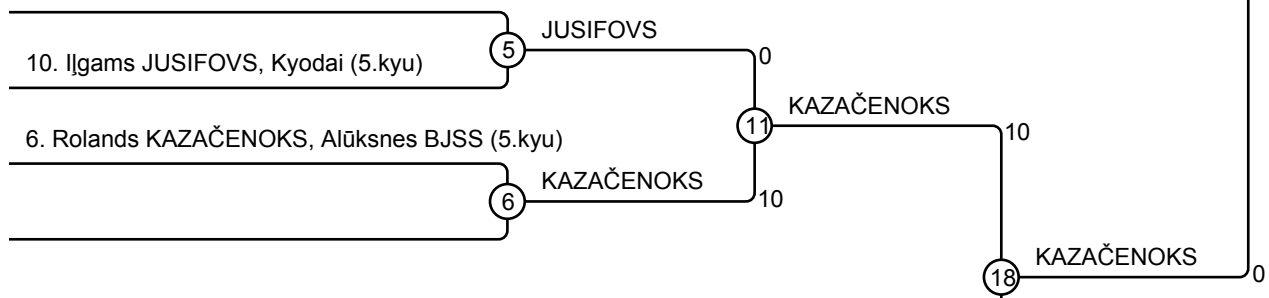 JUSIFOVS
5
0
10. Iļgams JUSIFOVS, Kyodai (5.kyu)
KAZAČENOKS
11
10
6. Rolands KAZAČENOKS, Alūksnes BJSS (5.kyu)
KAZAČENOKS
6
10
KAZAČENOKS
18
0